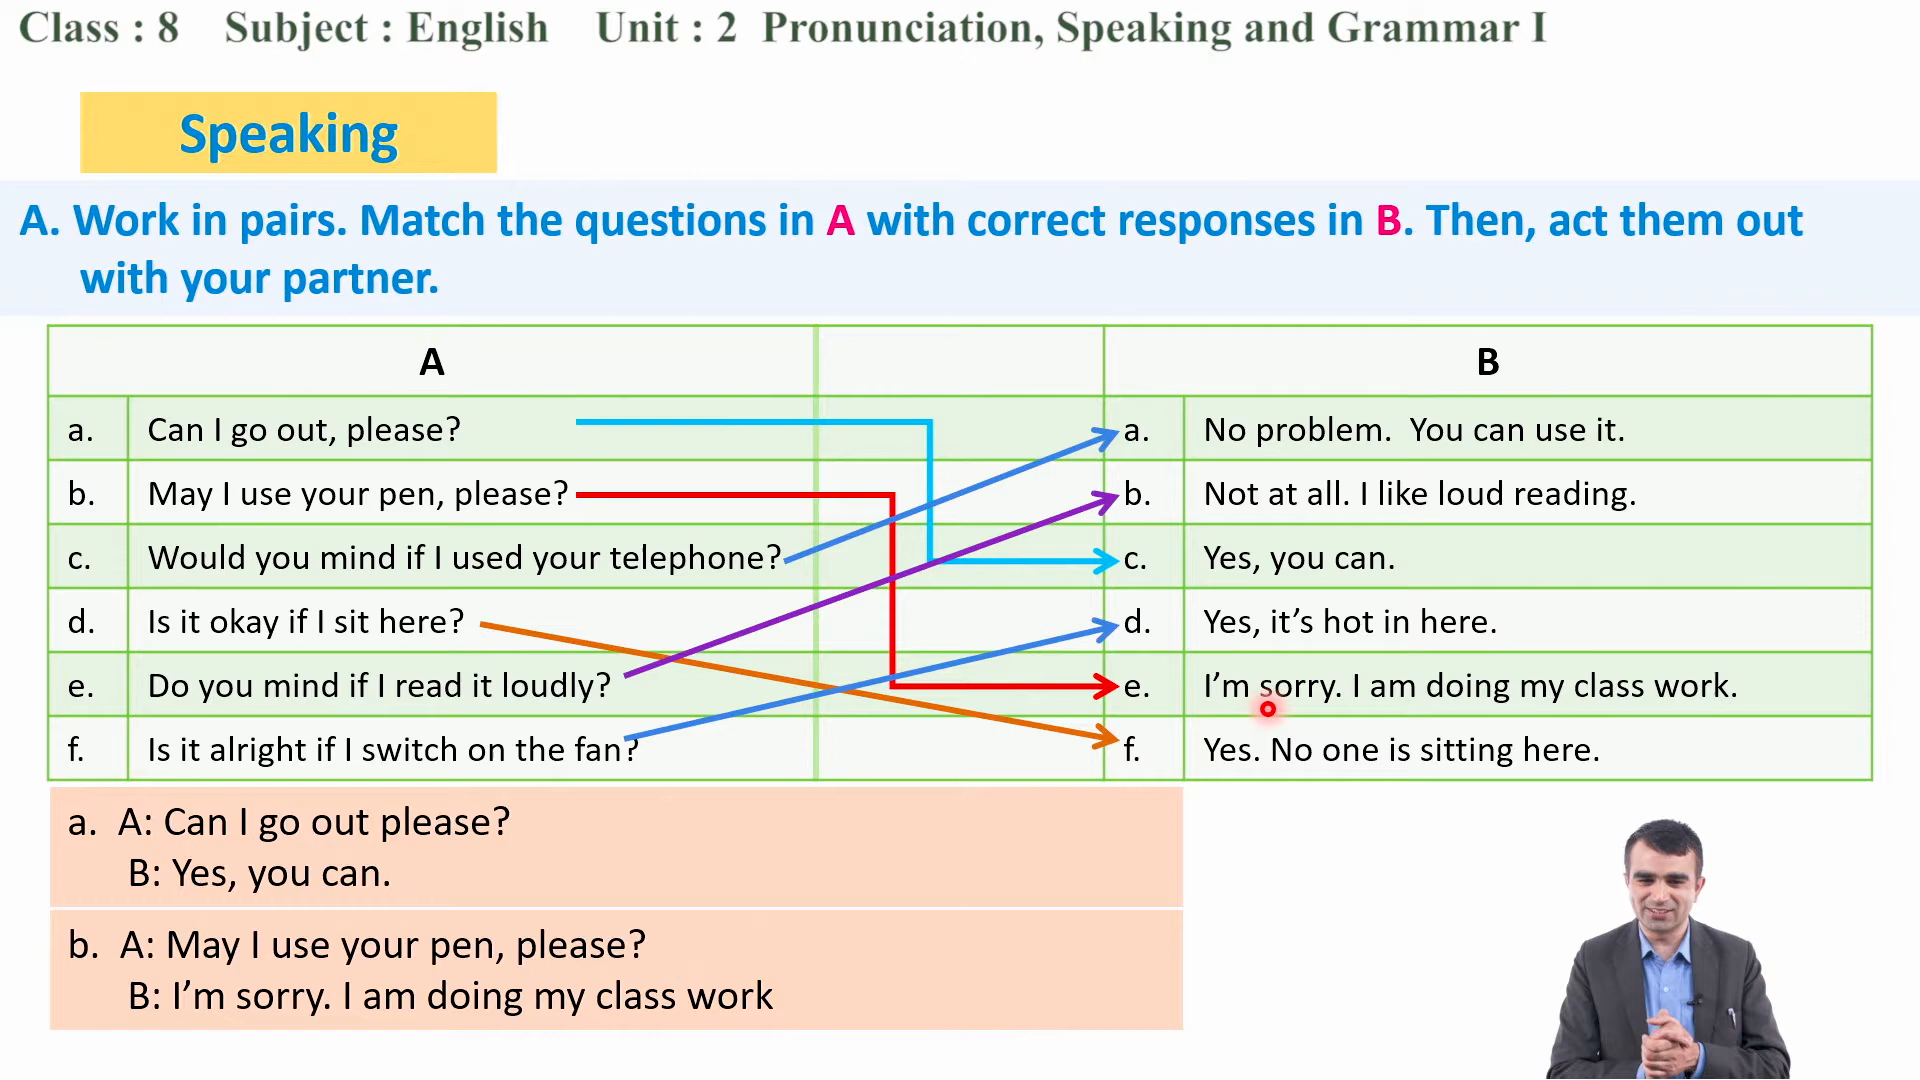 Class : 8 Subject : English Unit : 2 Pronunciation, Speaking and Grammar I
Speaking
A. Work in pairs. Match the questions in A with correct responses in B. Then, act them out
with your partner.
A B
a. Can I go out, please? a. No problem. You can use it.
b. May I use your pen, please? b. Not at all. I like loud reading.
c. Would you mind if I used your telephone? c. Yes, you can.
d. Is it okay if I sit here? d. Yes, it’s hot in here.
e. Do you mind if I read it loudly? e. I’m sorry. I am doing my class work.
f. Is it alright if I switch on the fan? f. Yes. No one is sitting here.
a. A: Can I go out please?
B: Yes, you can.
b. A: May I use your pen, please?
B: I’m sorry. I am doing my class work